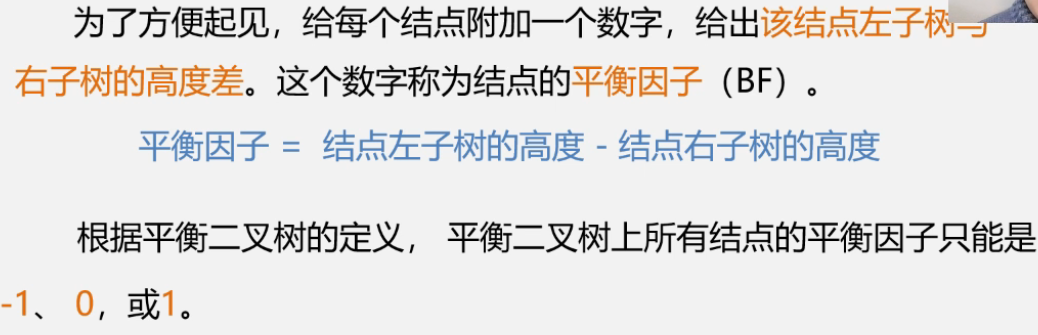 为了方便起见，给每个结点附加一个数字，给出该结点左子树与
右子树的高度差。这个数字称为结点的平衡因子（BF）。
平衡因子 = 结点左子树的高度 - 结点右子树的高度
根据平衡二叉树的定义， 平衡二叉树上所有结点的平衡因子只能是
-1、 0，或1。